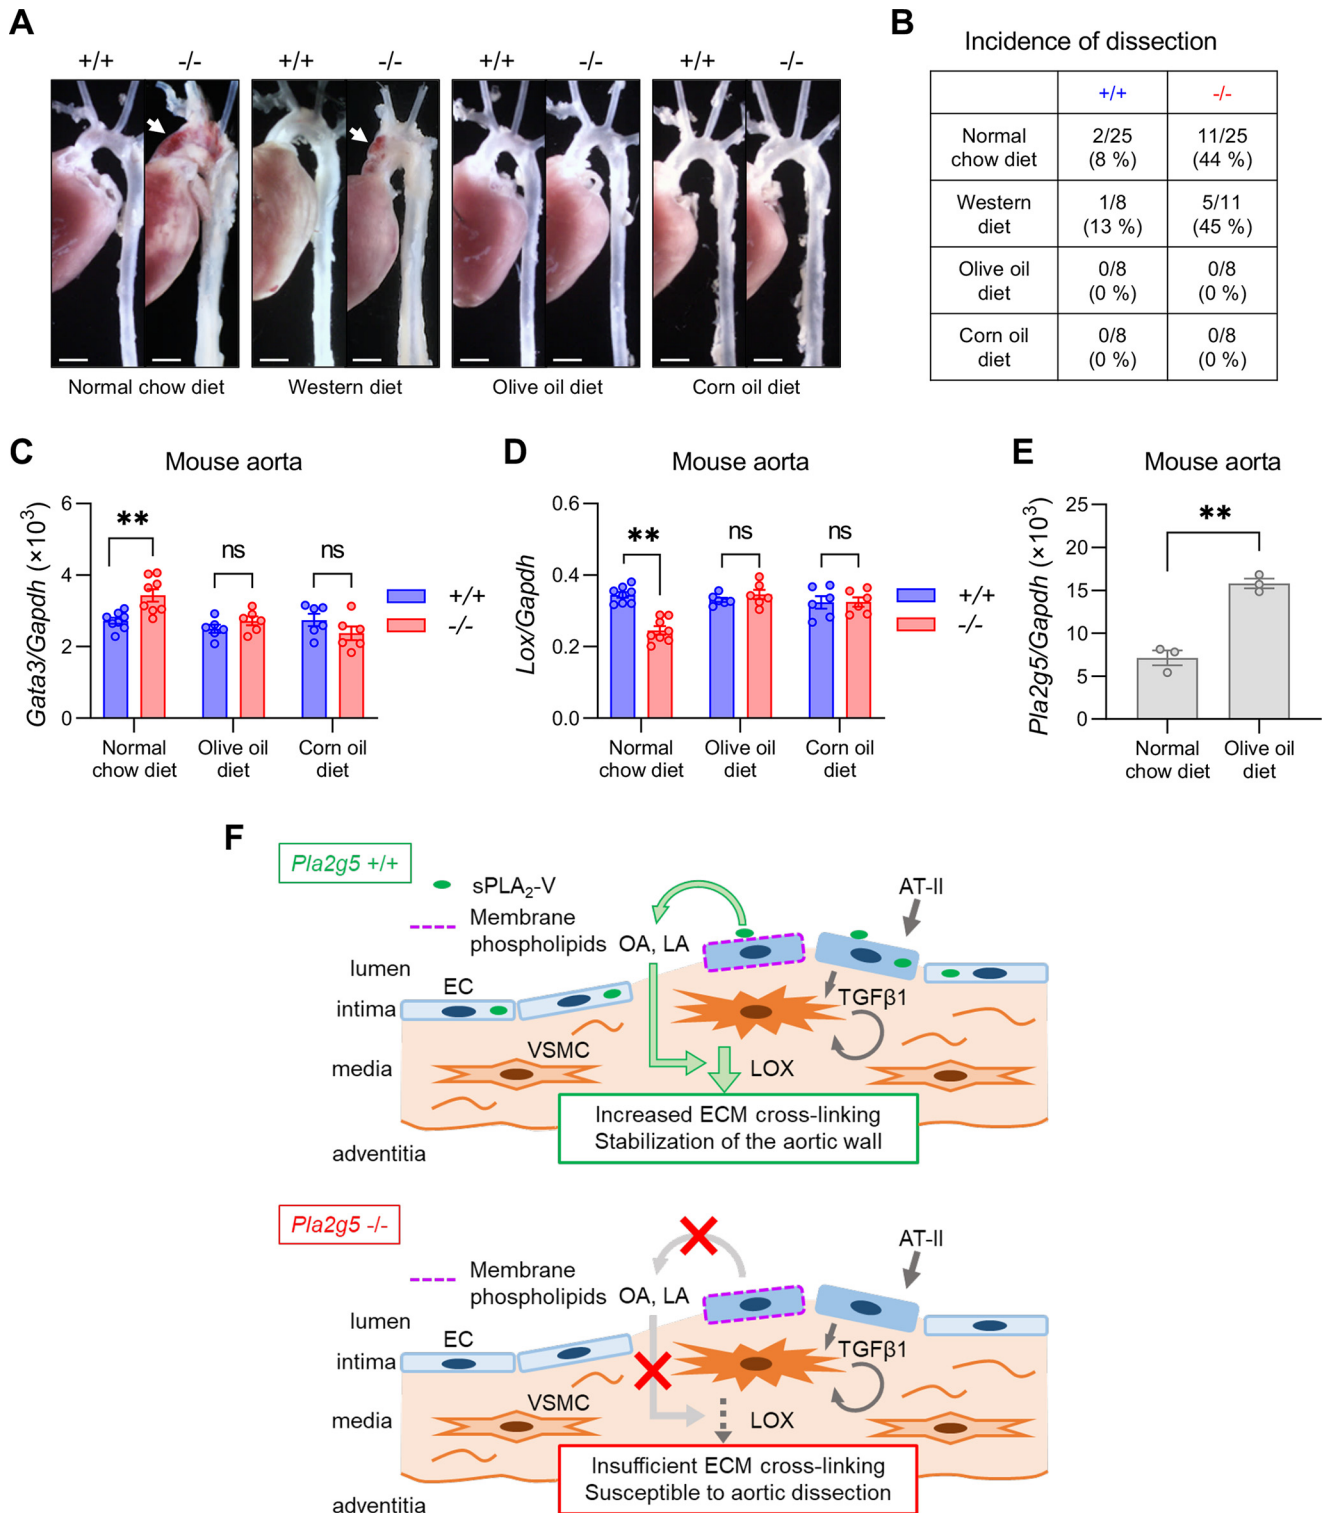 A
+/+ -/- +/+ -/- +/+ -/- +/+ -/-
Normal chow diet Western diet Olive oil diet Corn oil diet
B
Incidence of dissection
+/+ -/-
Normal chow diet 2/25 (8 %) 11/25 (44 %)
Western diet 1/8 (13 %) 5/11 (45 %)
Olive oil diet 0/8 (0 %) 0/8 (0 %)
Corn oil diet 0/8 (0 %) 0/8 (0 %)
C
Mouse aorta
Gata3/Gapdh (×10³)
6
4
2
0
**
ns
ns
+/+
-/-
Normal chow diet
Olive oil diet
Corn oil diet
D
Mouse aorta
Lox/Gapdh
0.6
0.4
0.2
0.0
**
ns
ns
+/+
-/-
Normal chow diet
Olive oil diet
Corn oil diet
E
Mouse aorta
Pla2g5/Gapdh (×10³)
25
20
15
10
5
0
**
Normal chow diet
Olive oil diet
F
Pla2g5 +/+
sPLA₂-V
Membrane
phospholipids
OA, LA
AT-II
lumen
EC
intima
TGFβ1
VSMC
media
LOX
Increased ECM cross-linking
Stabilization of the aortic wall
adventitia
Pla2g5 -/-
Membrane
phospholipids
OA, LA
AT-II
lumen
EC
intima
TGFβ1
VSMC
media
LOX
Insufficient ECM cross-linking
Susceptible to aortic dissection
adventitia